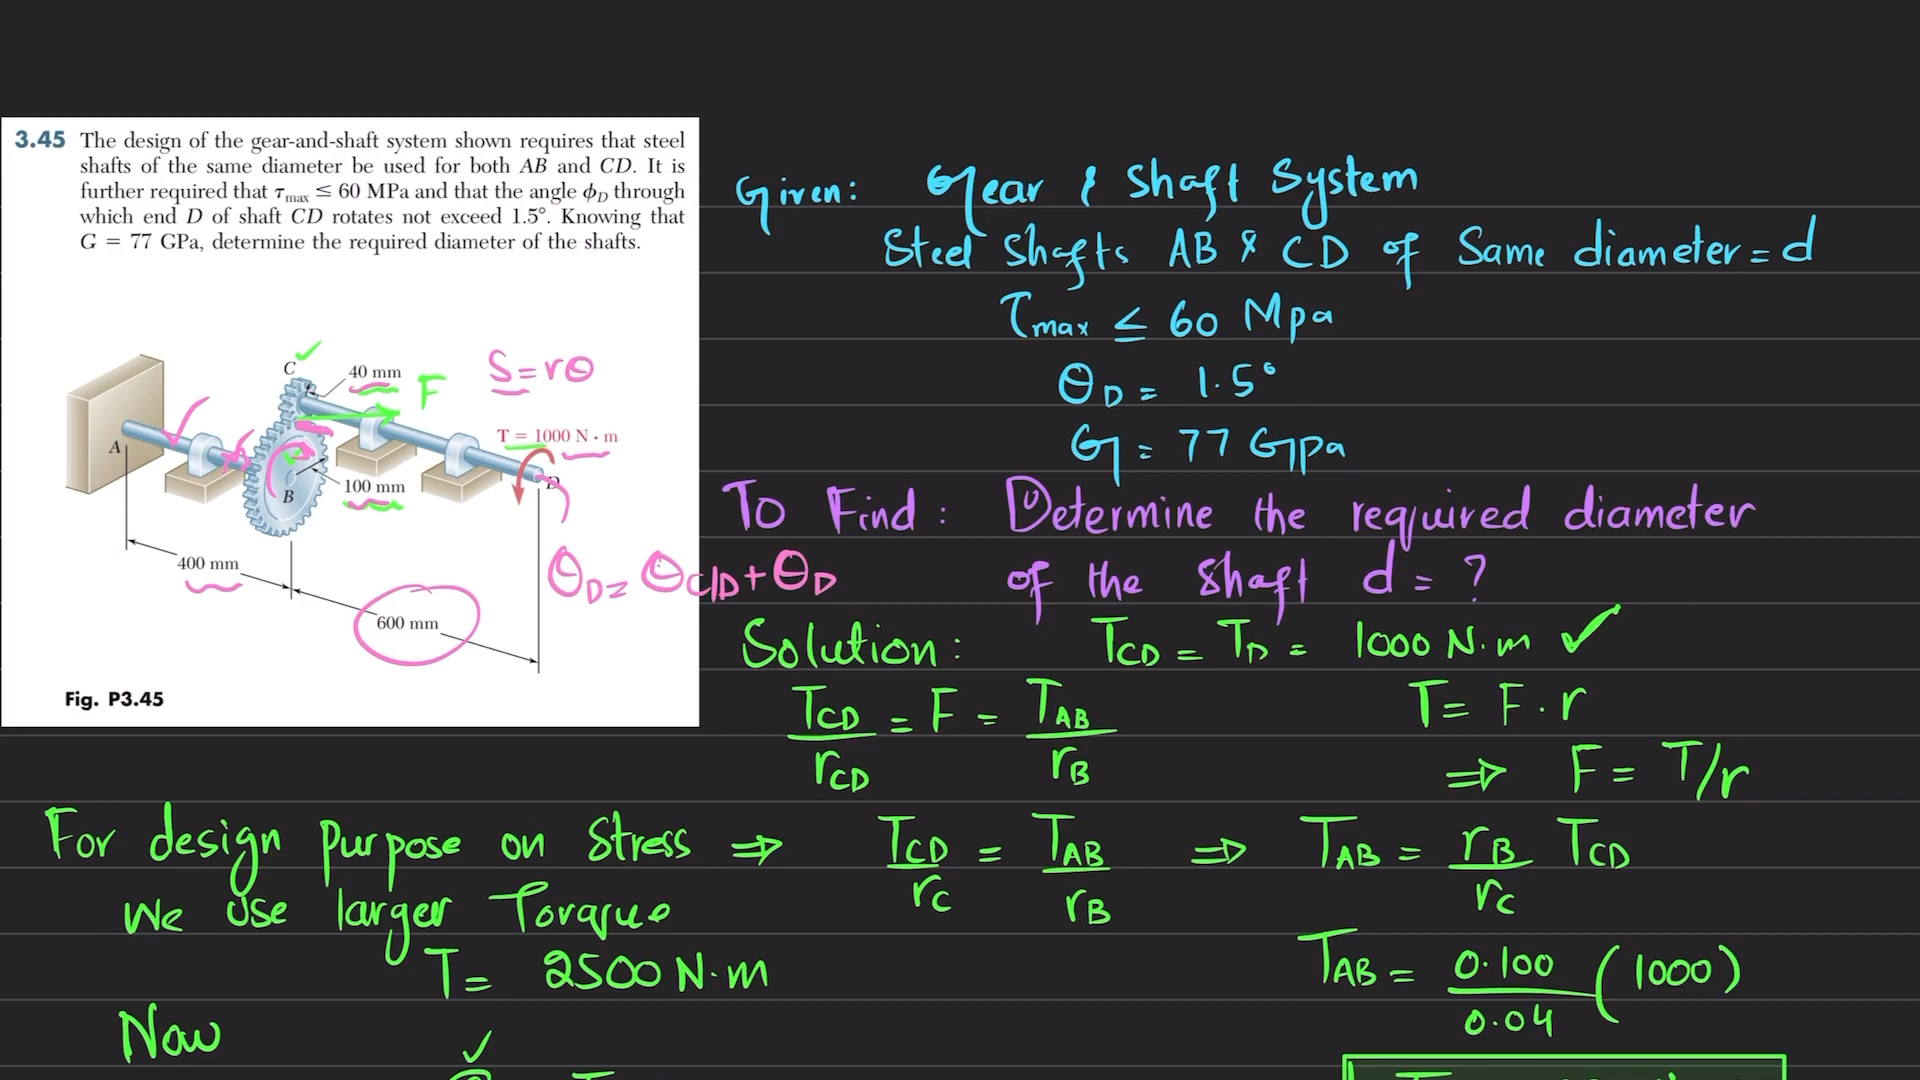 3.45 The design of the gear-and-shaft system shown requires that steel
shafts of the same diameter be used for both AB and CD. It is
further required that τmax ≤ 60 MPa and that the angle ϕD through
which end D of shaft CD rotates not exceed 1.5°. Knowing that
G = 77 GPa, determine the required diameter of the shafts.
C
40 mm
F
S=rθ
A
T = 1000 N · m
B
100 mm
D
400 mm
θD= θC/D+θD
600 mm
Fig. P3.45
Given: Gear & Shaft System
Steel Shafts AB & CD of Same diameter = d
τmax ≤ 60 Mpa
θD = 1.5°
G = 77 Gpa
To Find: Determine the required diameter
of the shaft d = ?
Solution: TCD = TD = 1000 N.m ✓
TCD/rCD = F = TAB/rB
T= F.r
⇒ F= T/r
For design Purpose on Stress ⇒ TCD/rC = TAB/rB ⇒ TAB = rB/rC TCD
We Use larger Torque
T= 2500 N.m
TAB = 0.100/0.04 (1000)
Now